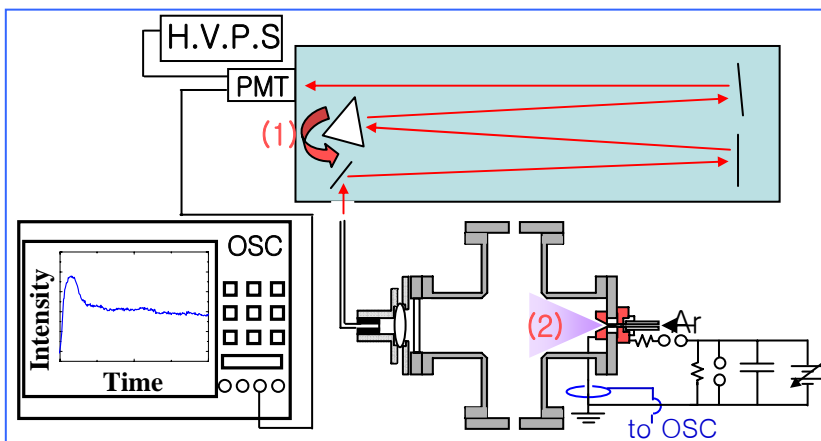 H.V.P.S
PMT
(1)
OSC
Intensity
Time
(2)
Ar
to OSC